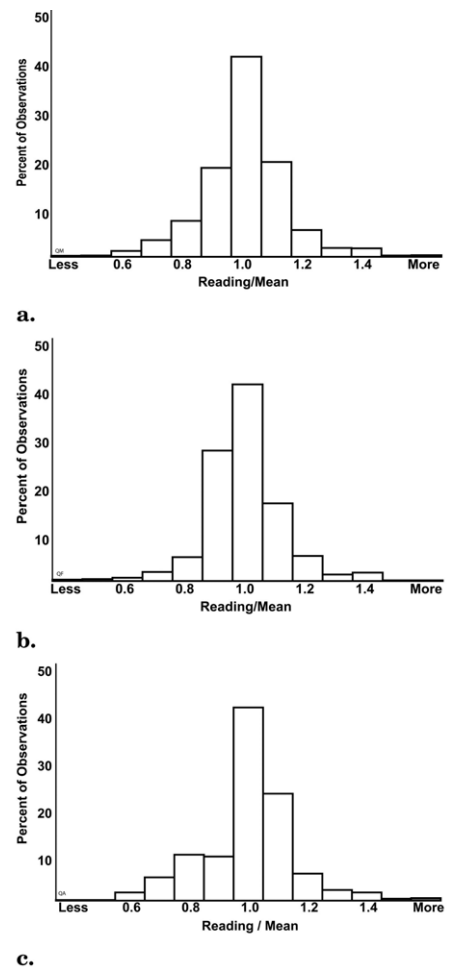 50
40
30
20
10
Percent of Observations
QM
Less 0.6 0.8 1.0 1.2 1.4 More
Reading/Mean
a.
50
40
30
20
10
Percent of Observations
QF
Less 0.6 0.8 1.0 1.2 1.4 More
Reading/Mean
b.
50
40
30
20
10
Percent of Observations
QA
Less 0.6 0.8 1.0 1.2 1.4 More
Reading / Mean
c.